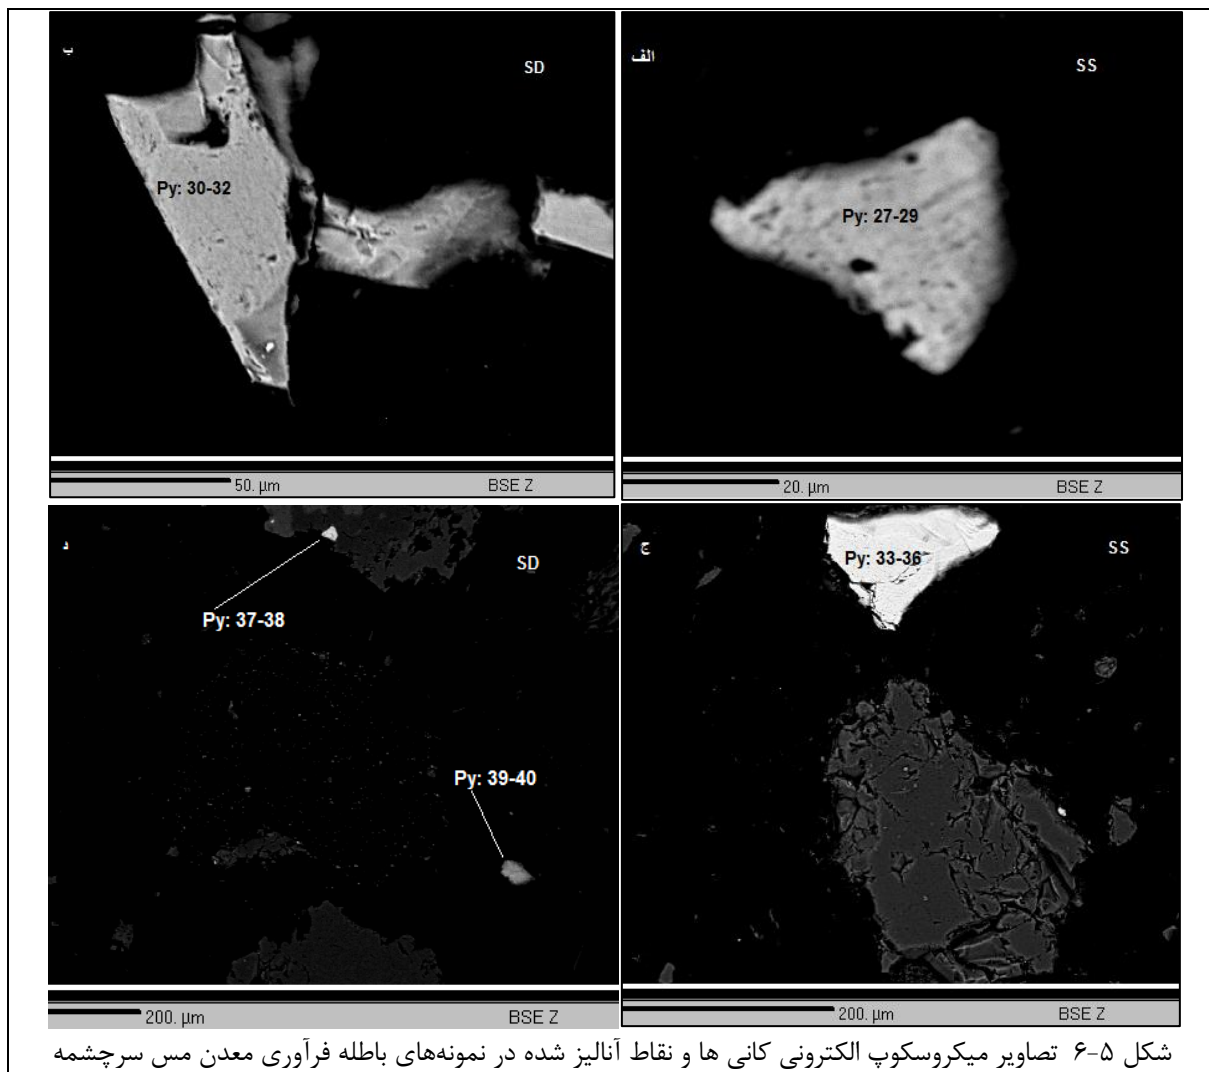 الف
SS
Py: 27-29
20. µm BSE Z
ب
SD
Py: 30-32
50. µm BSE Z
ج
SS
Py: 33-36
200. µm BSE Z
د
SD
Py: 37-38
Py: 39-40
200. µm BSE Z
شکل ۵-۶ تصاویر میکروسکوپ الکترونی کانی ها و نقاط آنالیز شده در نمونه‌های باطله فرآوری معدن مس سرچشمه